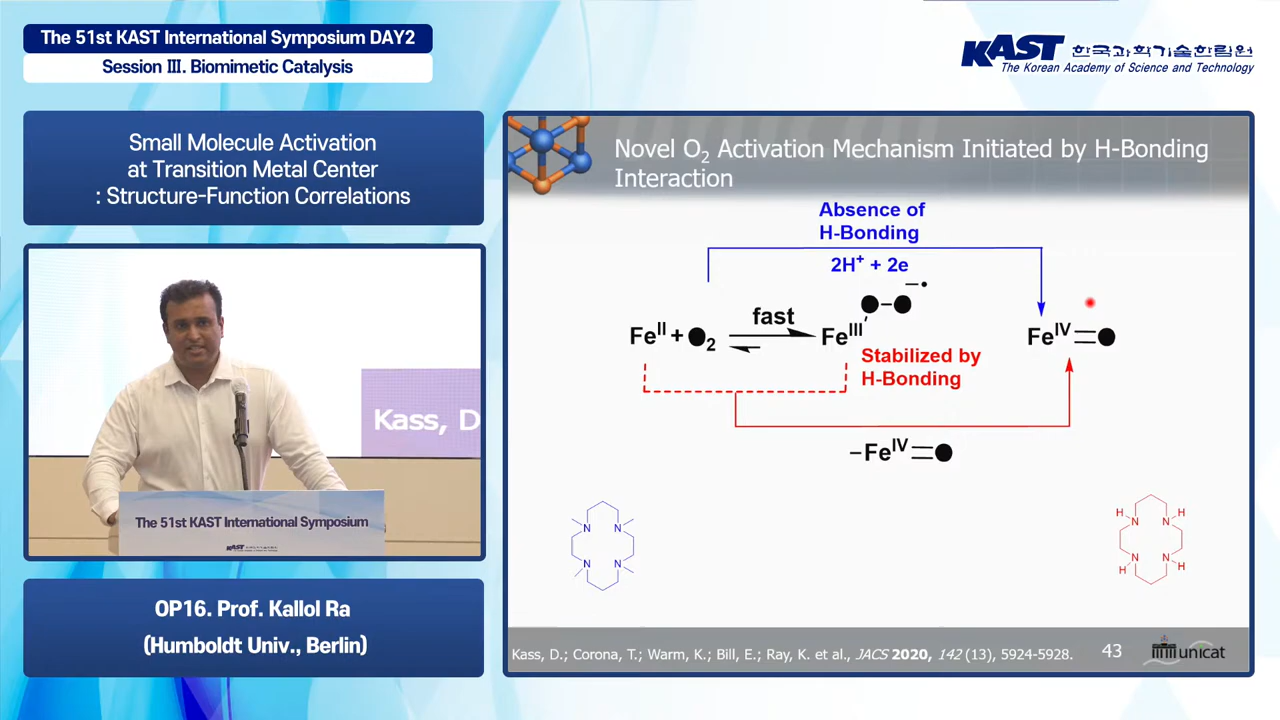 The 51st KAST International Symposium DAY2
Session Ⅲ. Biomimetic Catalysis
KAST 한국과학기술한림원
The Korean Academy of Science and Technology
Small Molecule Activation
at Transition Metal Center
: Structure-Function Correlations
Novel O2 Activation Mechanism Initiated by H-Bonding
Interaction
Absence of
H-Bonding
2H+ + 2e
FeII + ●2
fast
FeIII
●–●
–•
FeIV=●
Stabilized by
H-Bonding
–FeIV=●
N N
N N
H N N H
H N N H
Kass, D.; Corona, T.; Warm, K.; Bill, E.; Ray, K. et al., JACS 2020, 142 (13), 5924-5928.
43
unicat
Kass, D
The 51st KAST International Symposium
KAST
OP16. Prof. Kallol Ra
(Humboldt Univ., Berlin)